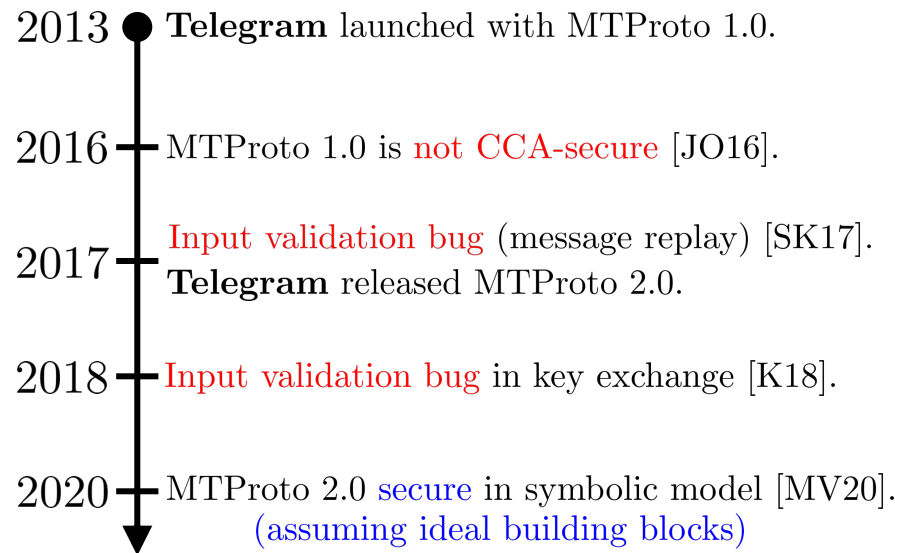 2013 Telegram launched with MTProto 1.0.
2016 MTProto 1.0 is not CCA-secure [JO16].
Input validation bug (message replay) [SK17].
2017
Telegram released MTProto 2.0.
2018 Input validation bug in key exchange [K18].
2020 MTProto 2.0 secure in symbolic model [MV20].
(assuming ideal building blocks)